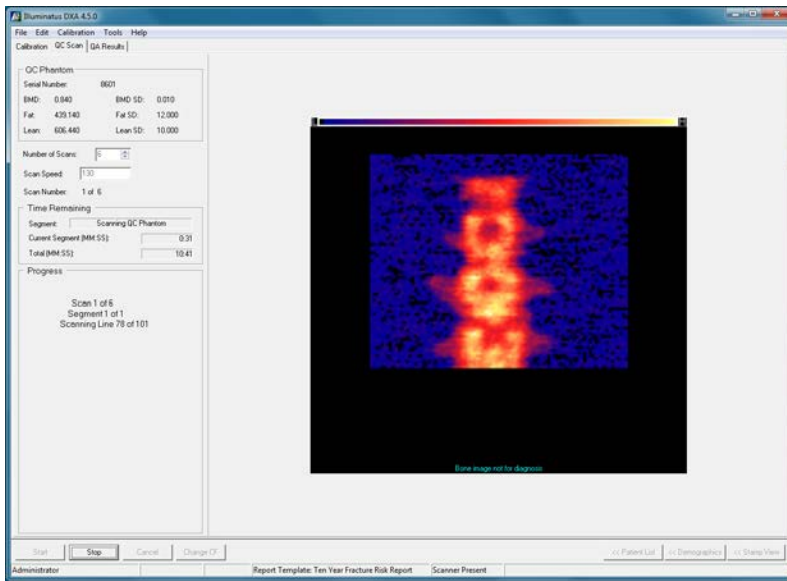 Illuminatus DXA 4.5.0
File Edit Calibration Tools Help
Calibration QC Scan QA Results
QC Phantom
Serial Number: 8601
BMD: 0.840 BMD SD: 0.010
Fat: 439.140 Fat SD: 12.000
Lean: 606.440 Lean SD: 10.000
Number of Scans: 6
Scan Speed: 130
Scan Number: 1 of 6
Time Remaining
Segment: Scanning QC Phantom
Current Segment (MM:SS): 0:31
Total (MM:SS): 10:41
Progress
Scan 1 of 6
Segment 1 of 1
Scanning Line 78 of 101
Bone image not for diagnosis
Start Stop Cancel Change CF << Patient List << Demographics << Stamp View
Administrator Report Template: Ten Year Fracture Risk Report Scanner Present